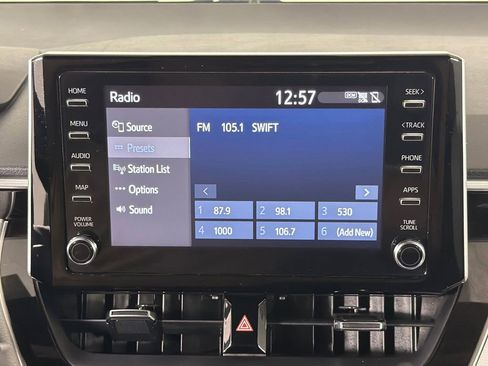 HOME
MENU
AUDIO
MAP
POWER
VOLUME
Radio
12:57
DCM
Source
Presets
Station List
Options
Sound
FM 105.1 SWIFT
< >
1 87.9 2 98.1 3 530
4 1000 5 106.7 6 (Add New)
SEEK >
< TRACK
PHONE
APPS
TUNE
SCROLL